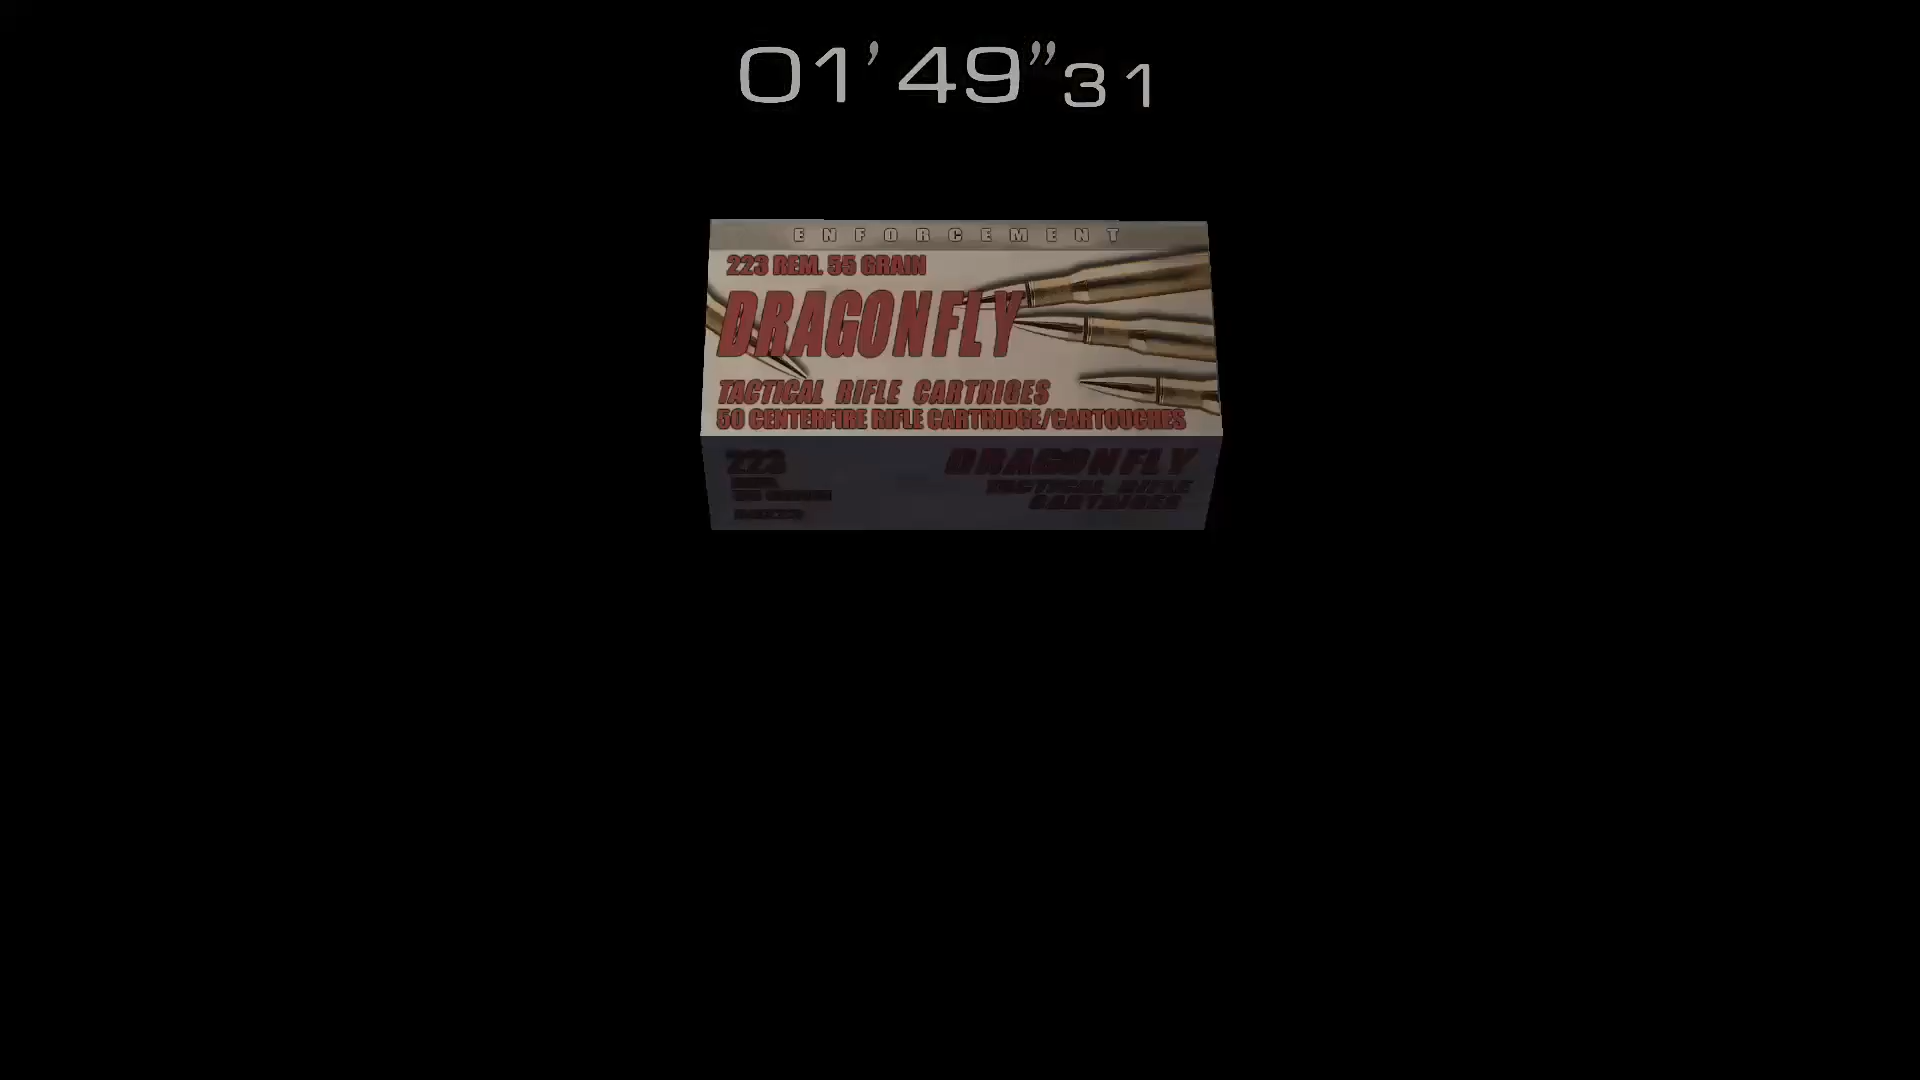 01'49"31
ENFORCEMENT
223 REM. 55 GRAIN
DRAGONFLY
TACTICAL RIFLE CARTRIGES
50 CENTERFIRE RIFLE CARTRIDGE/CARTOUCHES
223
DRAGONFLY
TACTICAL RIFLE
CARTRIGES